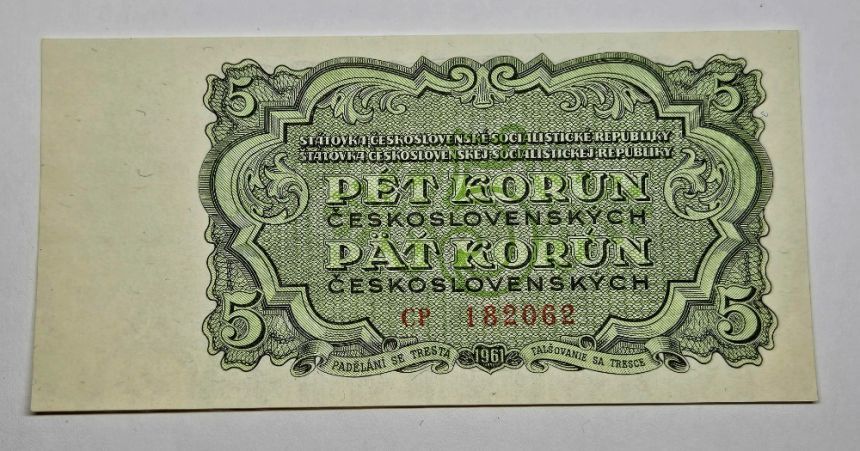 5 5
STÁTOVKA ČESKOSLOVENSKÉ SOCIALISTICKÉ REPUBLIKY
ŠTÁTOVKA ČESKOSLOVENSKEJ SOCIALISTICKEJ REPUBLIKY
PĚT KORUN
ČESKOSLOVENSKÝCH
PÄŤ KORÚN
ČESKOSLOVENSKÝCH
5 5
CP 182062
PADĚLÁNÍ SE TRESTÁ 1961 FALŠOVANIE SA TRESCE